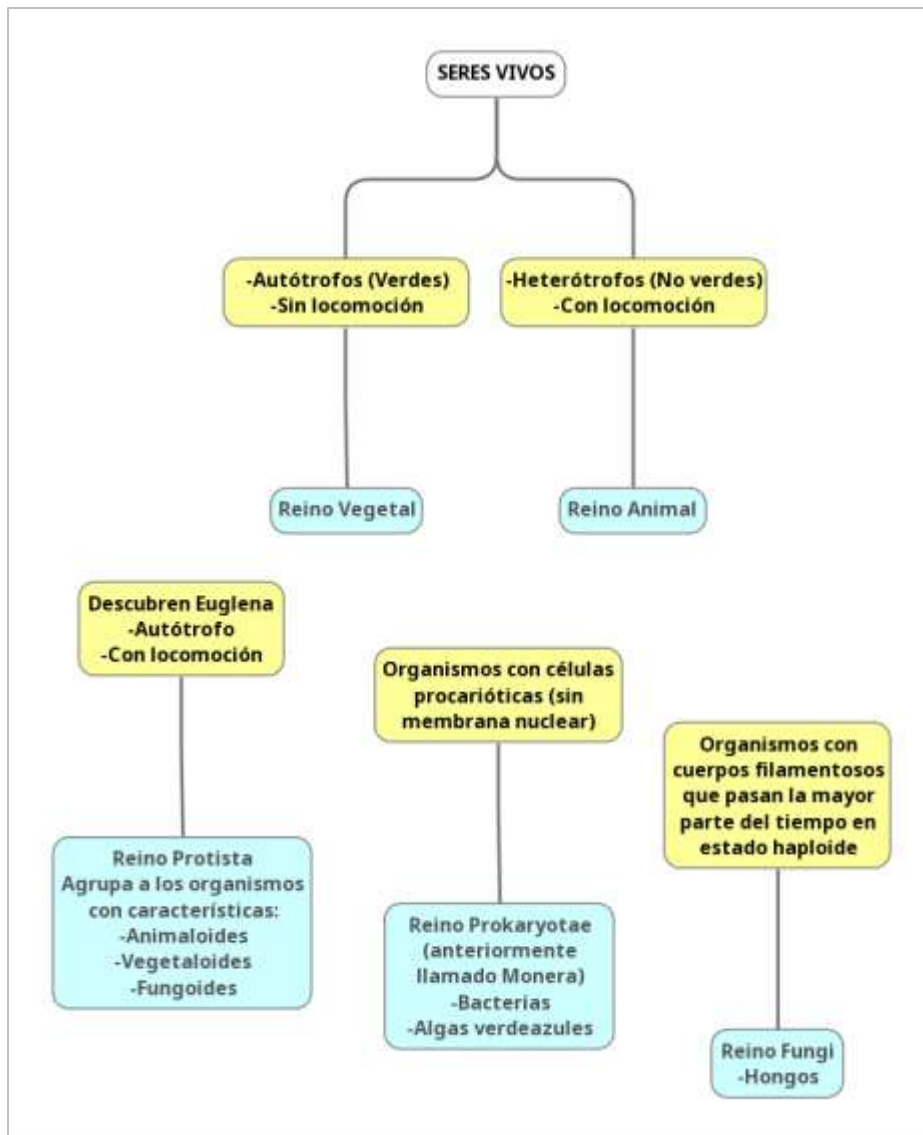 SERES VIVOS
-Autótrofos (Verdes)
-Sin locomoción
-Heterótrofos (No verdes)
-Con locomoción
Reino Vegetal
Reino Animal
Descubren Euglena
-Autótrofo
-Con locomoción
Reino Protista
Agrupa a los organismos
con características:
-Animaloides
-Vegetaloides
-Fungoides
Organismos con células
procarióticas (sin
membrana nuclear)
Reino Prokaryotae
(anteriormente
llamado Monera)
-Bacterias
-Algas verdeazules
Organismos con
cuerpos filamentosos
que pasan la mayor
parte del tiempo en
estado haploide
Reino Fungi
-Hongos